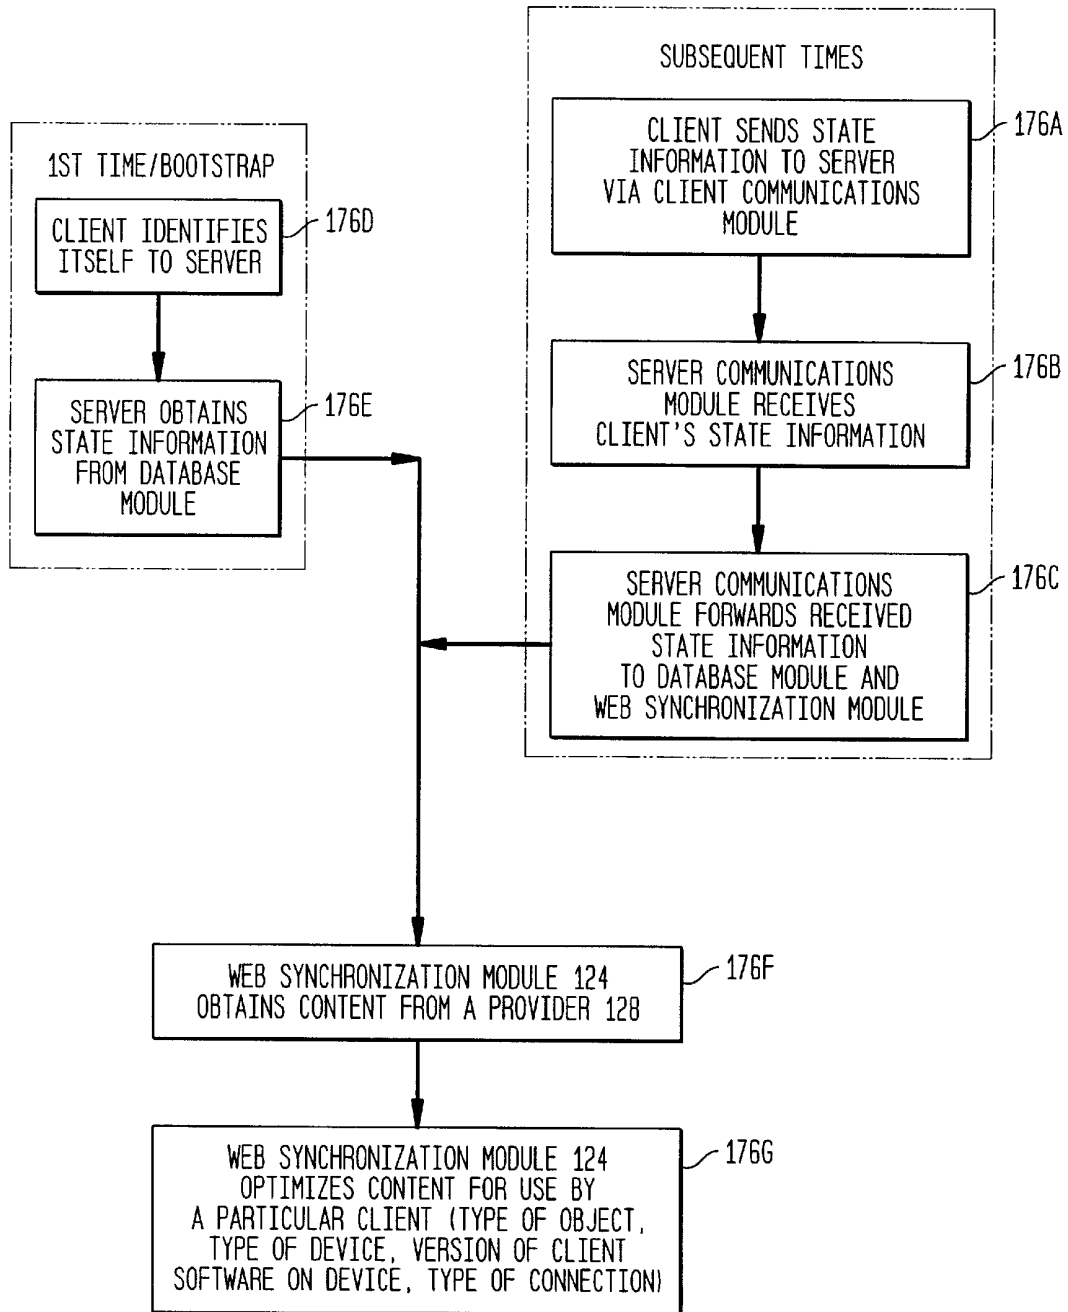 1ST TIME/BOOTSTRAP
CLIENT IDENTIFIES
ITSELF TO SERVER
176D
SERVER OBTAINS
STATE INFORMATION
FROM DATABASE
MODULE
176E
SUBSEQUENT TIMES
CLIENT SENDS STATE
INFORMATION TO SERVER
VIA CLIENT COMMUNICATIONS
MODULE
176A
SERVER COMMUNICATIONS
MODULE RECEIVES
CLIENT'S STATE INFORMATION
176B
SERVER COMMUNICATIONS
MODULE FORWARDS RECEIVED
STATE INFORMATION
TO DATABASE MODULE AND
WEB SYNCHRONIZATION MODULE
176C
WEB SYNCHRONIZATION MODULE 124
OBTAINS CONTENT FROM A PROVIDER 128
176F
WEB SYNCHRONIZATION MODULE 124
OPTIMIZES CONTENT FOR USE BY
A PARTICULAR CLIENT (TYPE OF OBJECT,
TYPE OF DEVICE, VERSION OF CLIENT
SOFTWARE ON DEVICE, TYPE OF CONNECTION)
176G